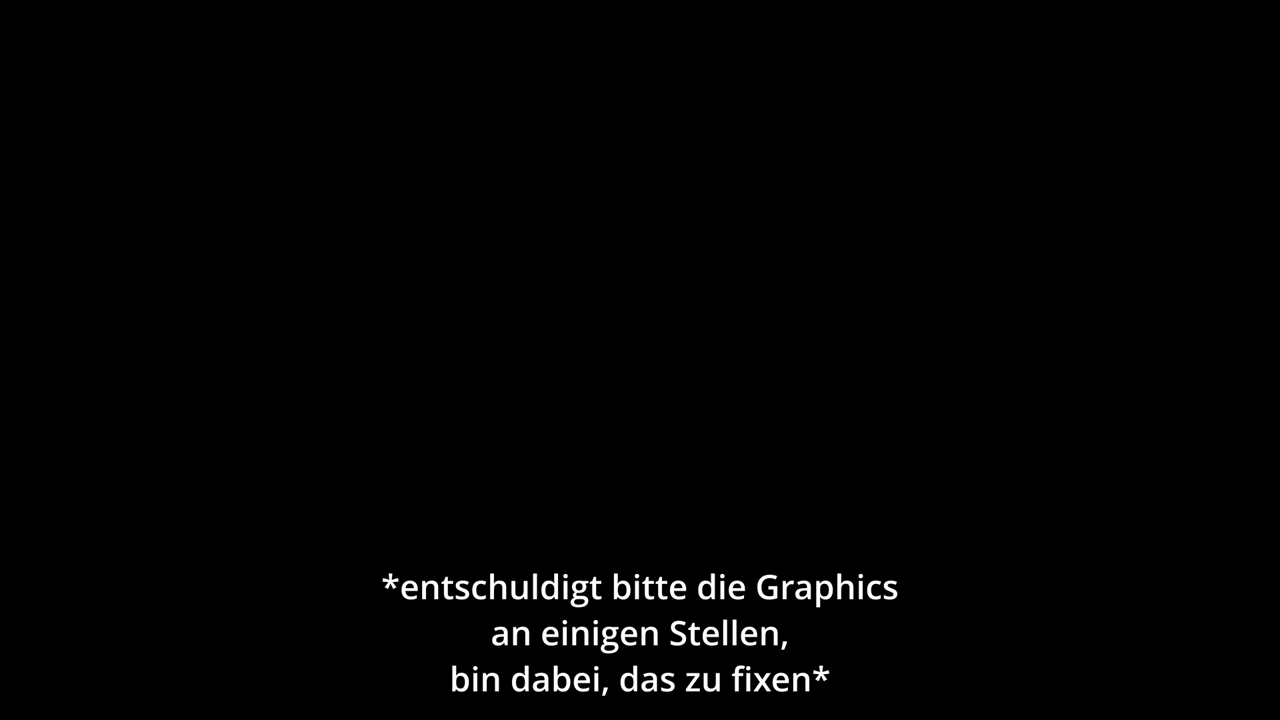 *entschuldigt bitte die Graphics
an einigen Stellen,
bin dabei, das zu fixen*